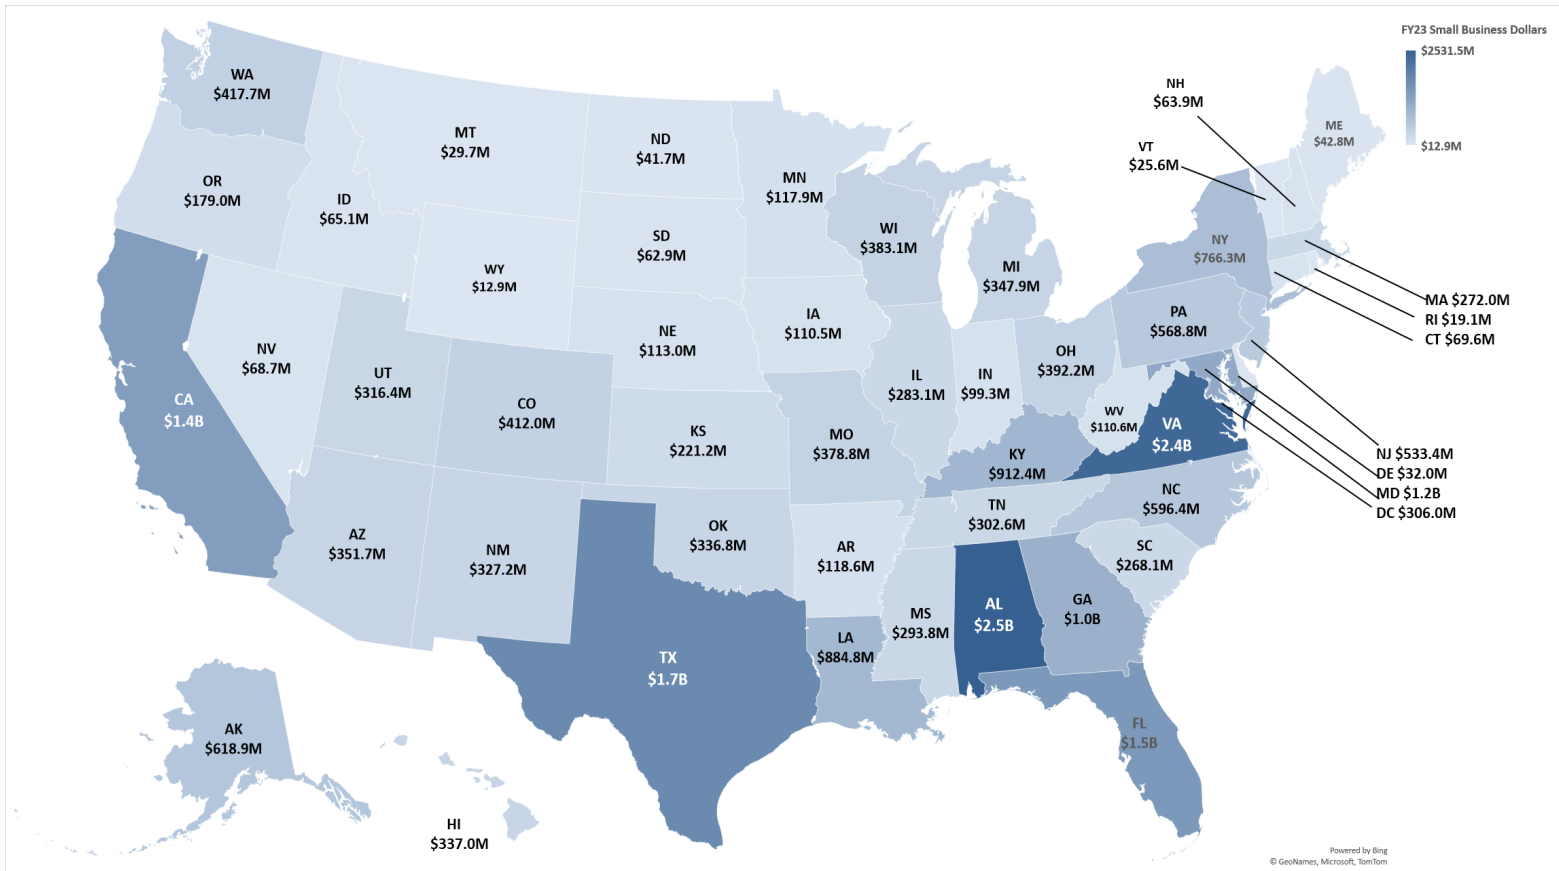 FY23 Small Business Dollars
$2531.5M
$12.9M
WA
$417.7M
OR
$179.0M
ID
$65.1M
MT
$29.7M
ND
$41.7M
MN
$117.9M
WI
$383.1M
MI
$347.9M
SD
$62.9M
WY
$12.9M
NH
$63.9M
VT
$25.6M
ME
$42.8M
NY
$766.3M
MA $272.0M
RI $19.1M
CT $69.6M
PA
$568.8M
IA
$110.5M
NE
$113.0M
NV
$68.7M
UT
$316.4M
CO
$412.0M
CA
$1.4B
KS
$221.2M
MO
$378.8M
IL
$283.1M
IN
$99.3M
OH
$392.2M
WV
$110.6M
VA
$2.4B
KY
$912.4M
NJ $533.4M
DE $32.0M
MD $1.2B
DC $306.0M
NC
$596.4M
TN
$302.6M
SC
$268.1M
AZ
$351.7M
NM
$327.2M
OK
$336.8M
AR
$118.6M
MS
$293.8M
AL
$2.5B
GA
$1.0B
LA
$884.8M
TX
$1.7B
FL
$1.5B
AK
$618.9M
HI
$337.0M
Powered by Bing
© GeoNames, Microsoft, TomTom